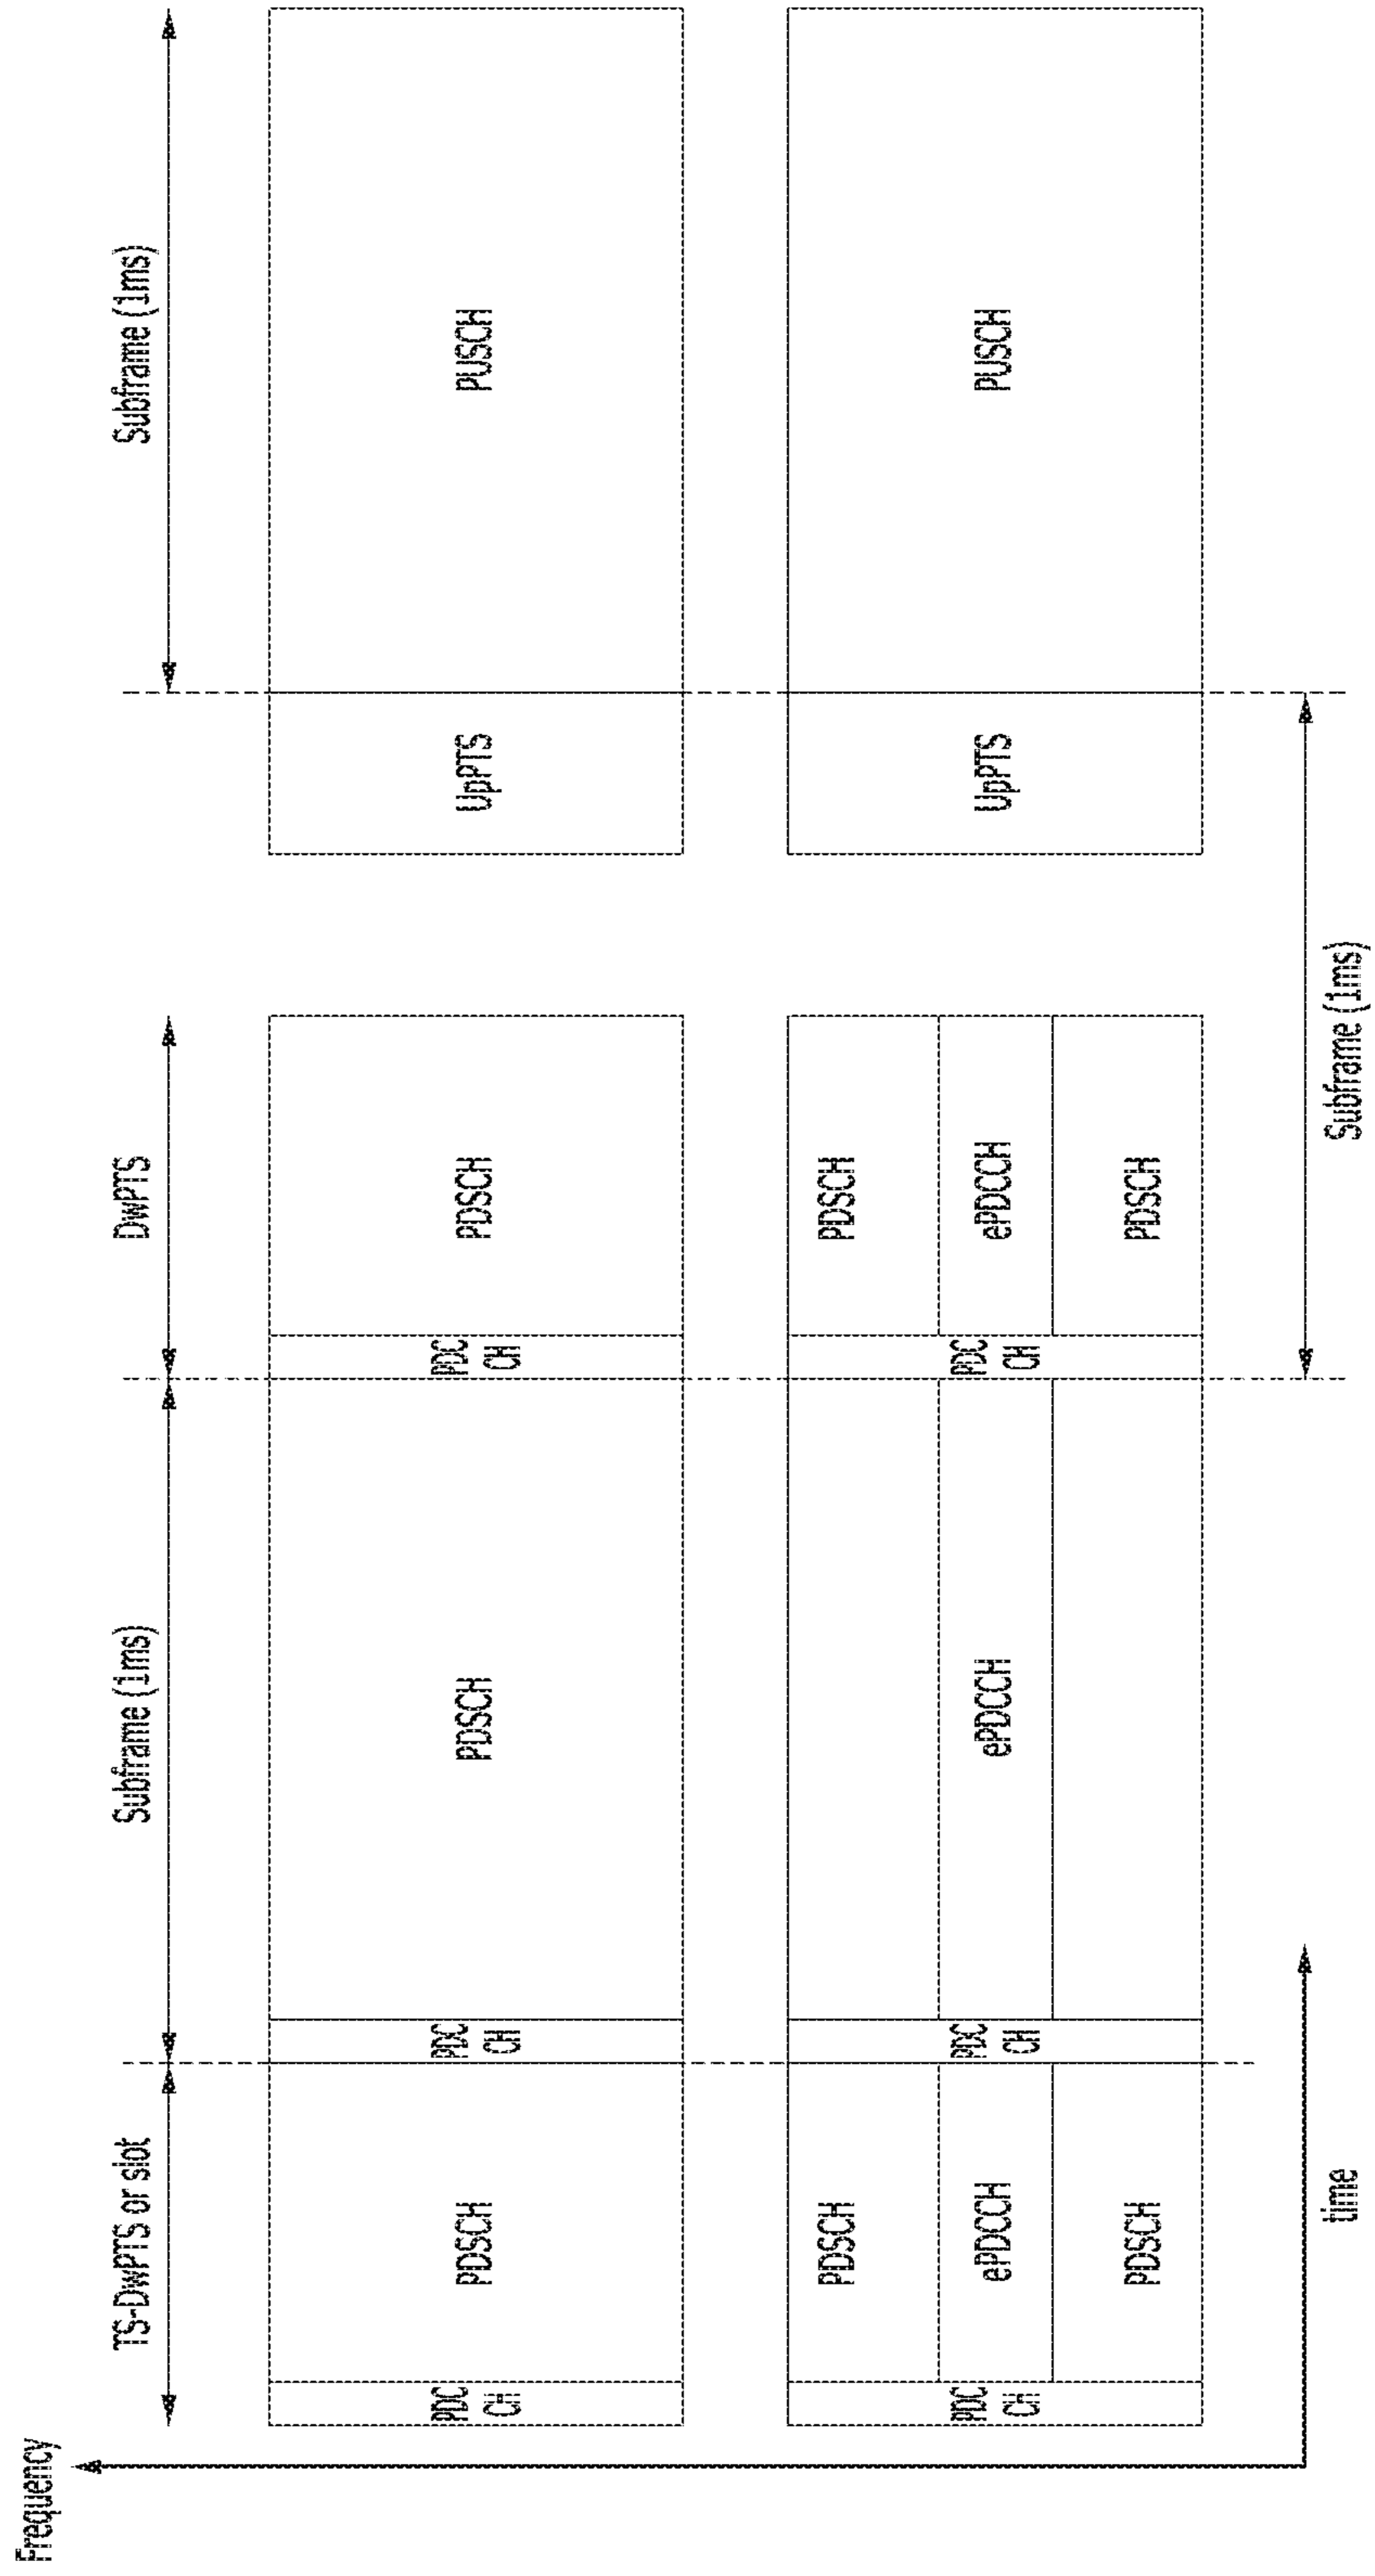 Frequency
TS-DwPTS or slot
Subframe (1ms)
DwPTS
Subframe (1ms)
PDC
CH
PDSCH
PDC
CH
PDSCH
PDC
CH
PDSCH
UpPTS
PUSCH
PDC
CH
PDSCH
ePDCCH
PDSCH
PDC
CH
ePDCCH
PDC
CH
PDSCH
ePDCCH
PDSCH
UpPTS
PUSCH
time
Subframe (1ms)